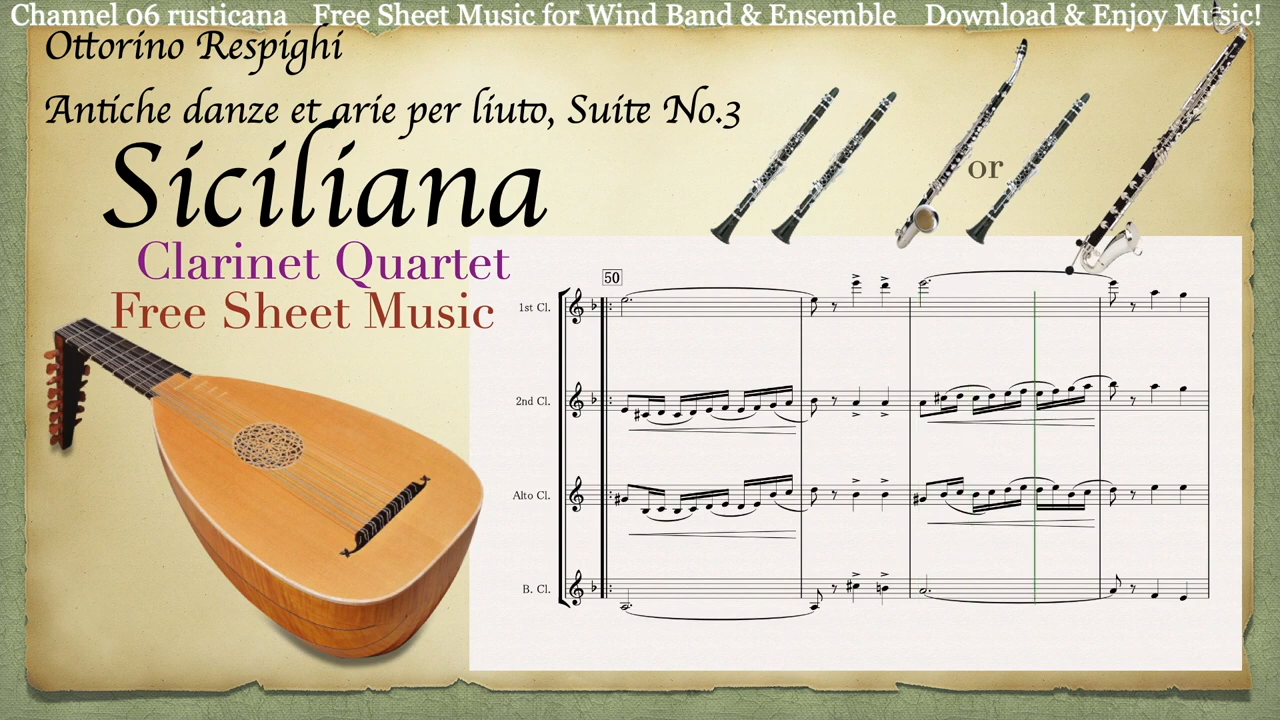 Channel 06 rusticana Free Sheet Music for Wind Band & Ensemble Download & Enjoy Music!
Ottorino Respighi
Antiche danze et arie per liuto, Suite No.3
Siciliana
Clarinet Quartet
Free Sheet Music
or
50
1st Cl.
2nd Cl.
Alto Cl.
B. Cl.